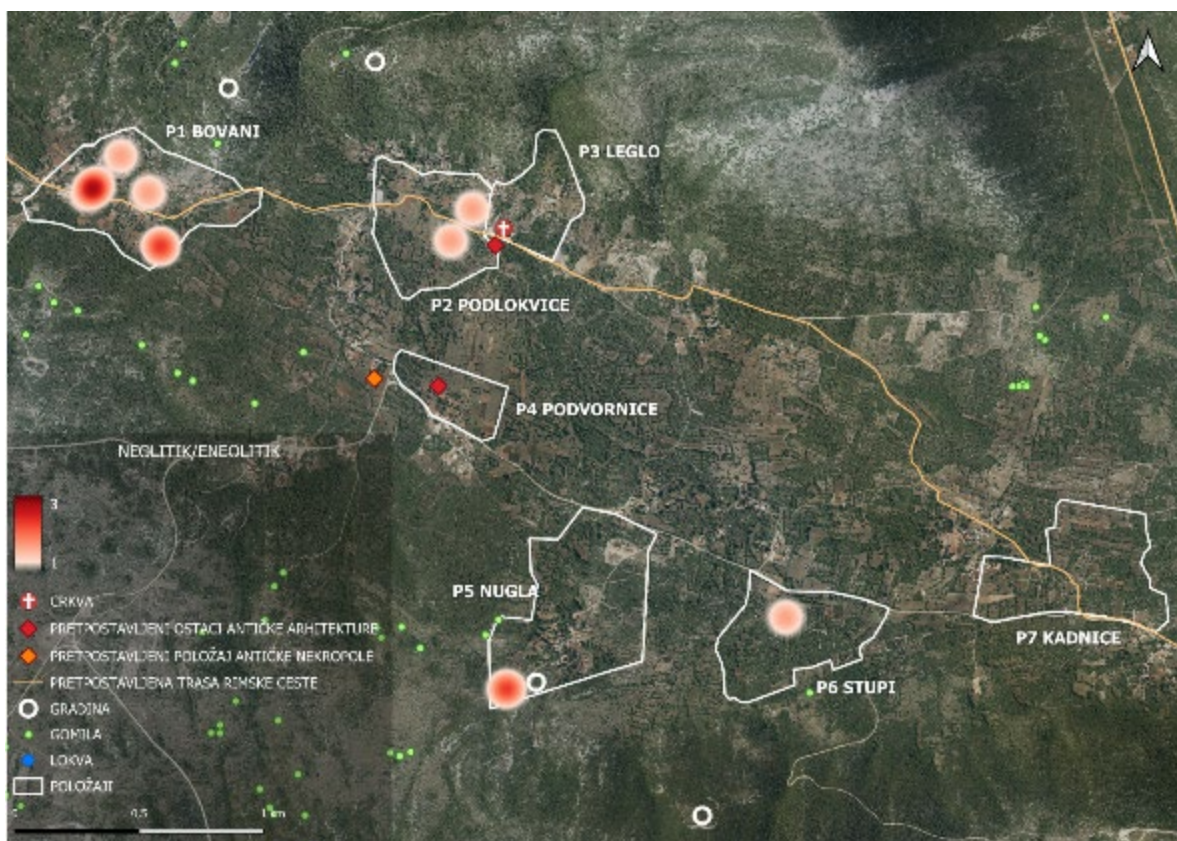 P1 BOVANI
P3 LEGLO
P2 PODLOKVICE
P4 PODVORNICE
NEOLITIK/ENEOLITIK
3
1
P5 NUGLA
CRKVA
PRETPOSTAVLJENI OSTACI ANTIČKE ARHITEKTURE
PRETPOSTAVLJENI POLOŽAJ ANTIČKE NEKROPOLE
P7 KADNICE
PRETPOSTAVLJENA TRASA RIMSKE CESTE
P6 STUPI
GRADINA
GOMILA
LOKVA
POLOŽAJI
0 0,5 1 km